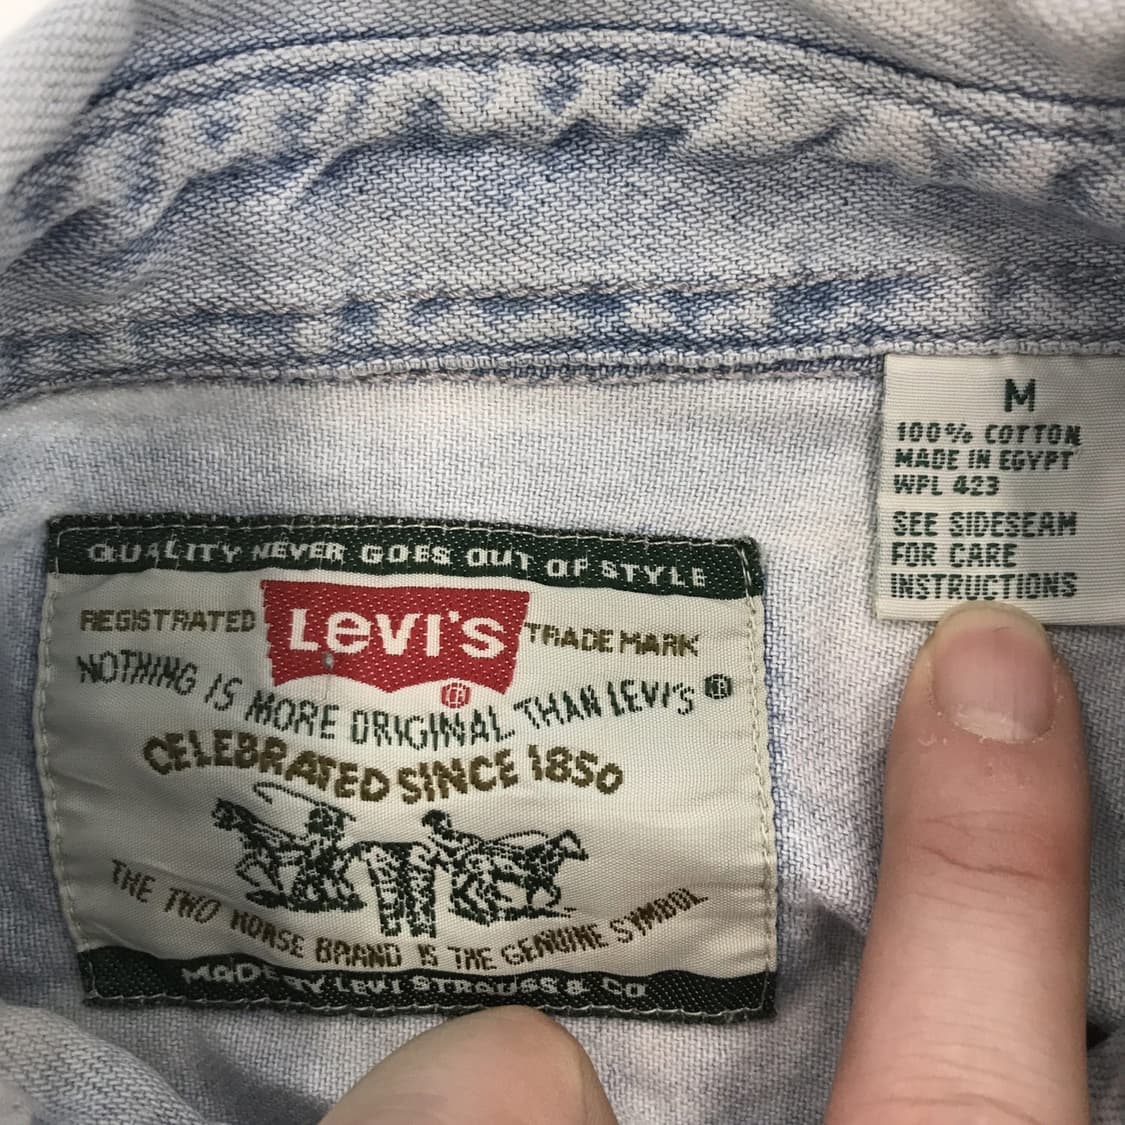 M
100% COTTON
MADE IN EGYPT
WPL 423
SEE SIDESEAM
FOR CARE
INSTRUCTIONS
QUALITY NEVER GOES OUT OF STYLE
REGISTRATED LEVI'S TRADE MARK
®
NOTHING IS MORE ORIGINAL THAN LEVI'S ®
CELEBRATED SINCE 1850
THE TWO HORSE BRAND IS THE GENUINE SYMBOL
MADE BY LEVI STRAUSS & CO